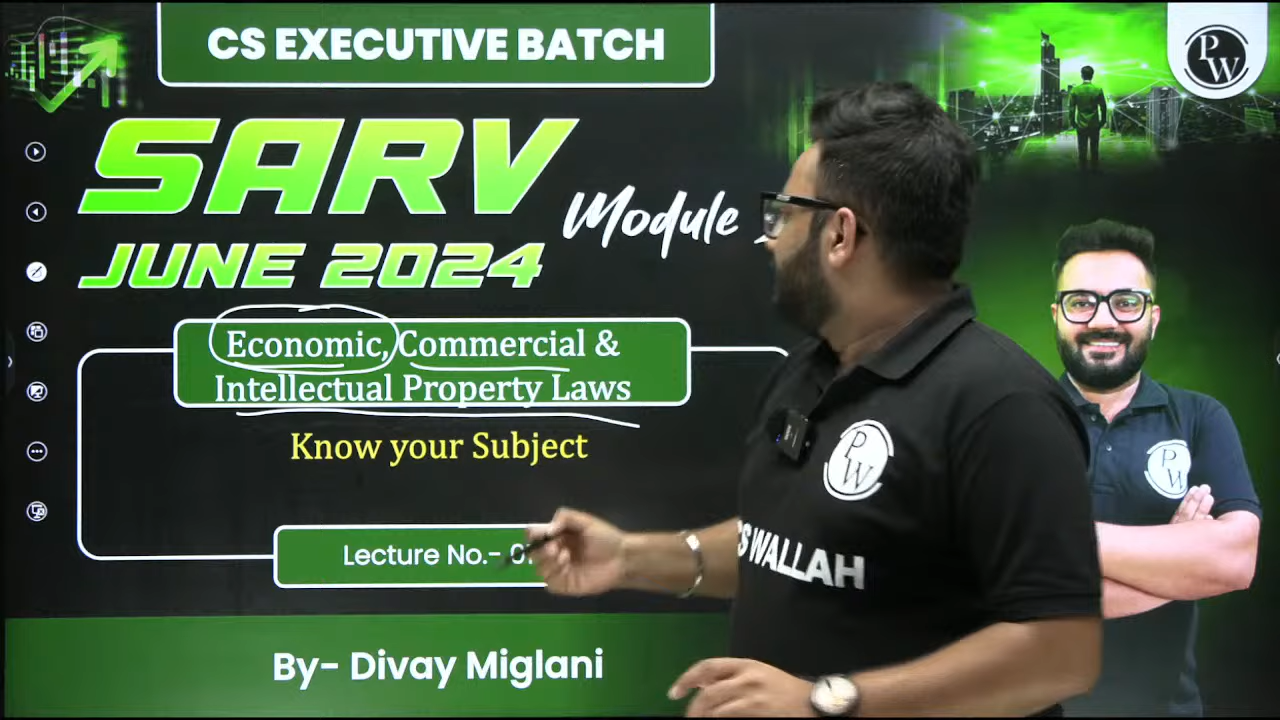 CS EXECUTIVE BATCH
PW
SARV
Module
JUNE 2024
Economic, Commercial &
Intellectual Property Laws
Know your Subject
Lecture No.-
By- Divay Miglani
PW
CS WALLAH
PW